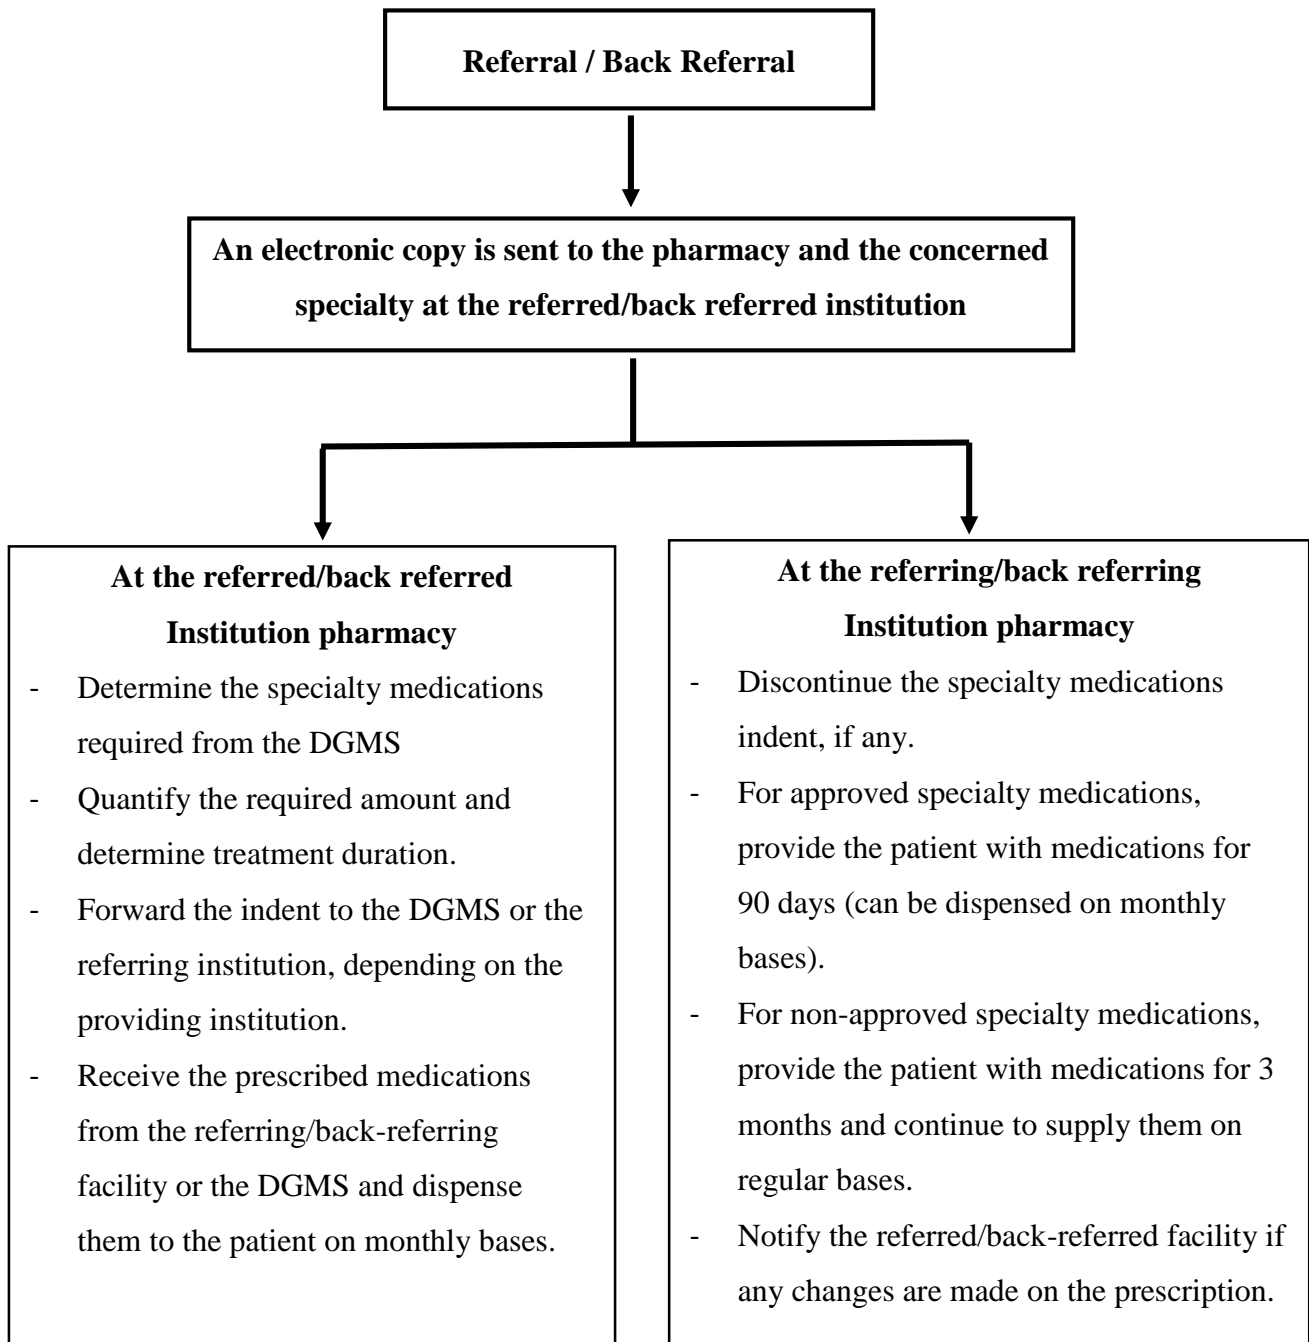 Referral / Back Referral
An electronic copy is sent to the pharmacy and the concerned
specialty at the referred/back referred institution
At the referred/back referred
Institution pharmacy
- Determine the specialty medications
required from the DGMS
- Quantify the required amount and
determine treatment duration.
- Forward the indent to the DGMS or the
referring institution, depending on the
providing institution.
- Receive the prescribed medications
from the referring/back-referring
facility or the DGMS and dispense
them to the patient on monthly bases.
At the referring/back referring
Institution pharmacy
- Discontinue the specialty medications
indent, if any.
- For approved specialty medications,
provide the patient with medications for
90 days (can be dispensed on monthly
bases).
- For non-approved specialty medications,
provide the patient with medications for 3
months and continue to supply them on
regular bases.
- Notify the referred/back-referred facility if
any changes are made on the prescription.